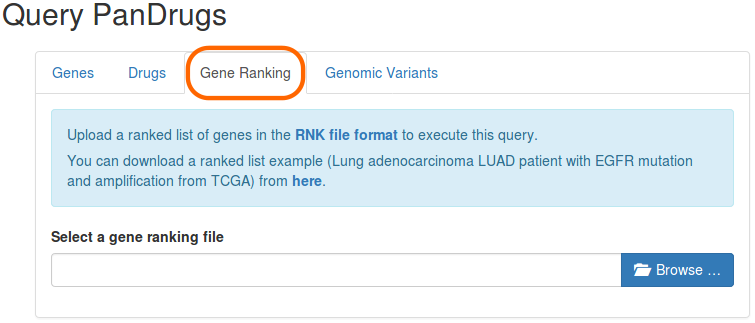 Query PanDrugs
Genes Drugs Gene Ranking Genomic Variants
Upload a ranked list of genes in the RNK file format to execute this query.
You can download a ranked list example (Lung adenocarcinoma LUAD patient with EGFR mutation
and amplification from TCGA) from here.
Select a gene ranking file
Browse ...